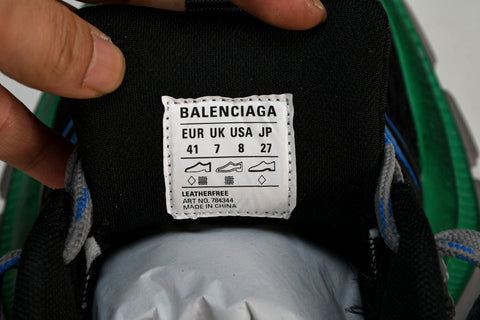 BALENCIAGA
EUR UK USA JP
41 7 8 27
LEATHERFREE
ART NO. 784344
MADE IN CHINA